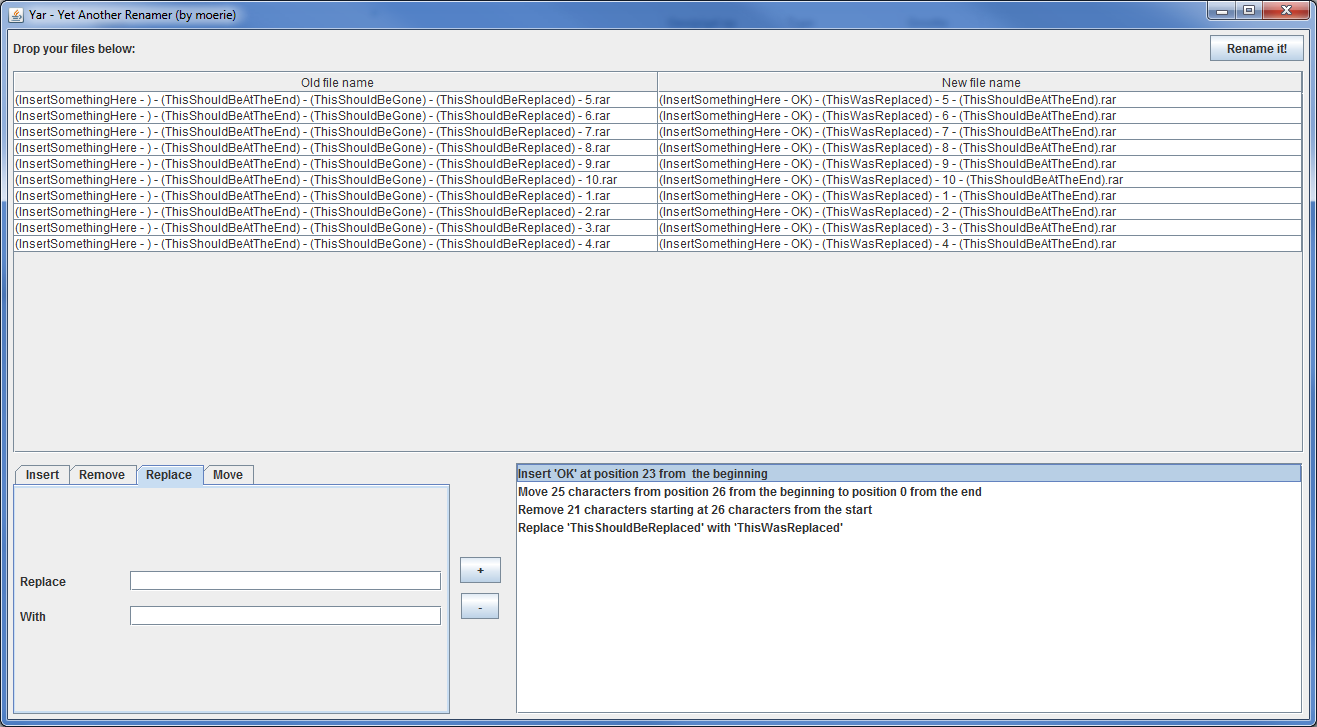 Yar - Yet Another Renamer (by moerie)
Drop your files below:
Rename it!
Old file name New file name
(InsertSomethingHere - ) - (ThisShouldBeAtTheEnd) - (ThisShouldBeGone) - (ThisShouldBeReplaced) - 5.rar (InsertSomethingHere - OK) - (ThisWasReplaced) - 5 - (ThisShouldBeAtTheEnd).rar
(InsertSomethingHere - ) - (ThisShouldBeAtTheEnd) - (ThisShouldBeGone) - (ThisShouldBeReplaced) - 6.rar (InsertSomethingHere - OK) - (ThisWasReplaced) - 6 - (ThisShouldBeAtTheEnd).rar
(InsertSomethingHere - ) - (ThisShouldBeAtTheEnd) - (ThisShouldBeGone) - (ThisShouldBeReplaced) - 7.rar (InsertSomethingHere - OK) - (ThisWasReplaced) - 7 - (ThisShouldBeAtTheEnd).rar
(InsertSomethingHere - ) - (ThisShouldBeAtTheEnd) - (ThisShouldBeGone) - (ThisShouldBeReplaced) - 8.rar (InsertSomethingHere - OK) - (ThisWasReplaced) - 8 - (ThisShouldBeAtTheEnd).rar
(InsertSomethingHere - ) - (ThisShouldBeAtTheEnd) - (ThisShouldBeGone) - (ThisShouldBeReplaced) - 9.rar (InsertSomethingHere - OK) - (ThisWasReplaced) - 9 - (ThisShouldBeAtTheEnd).rar
(InsertSomethingHere - ) - (ThisShouldBeAtTheEnd) - (ThisShouldBeGone) - (ThisShouldBeReplaced) - 10.rar (InsertSomethingHere - OK) - (ThisWasReplaced) - 10 - (ThisShouldBeAtTheEnd).rar
(InsertSomethingHere - ) - (ThisShouldBeAtTheEnd) - (ThisShouldBeGone) - (ThisShouldBeReplaced) - 1.rar (InsertSomethingHere - OK) - (ThisWasReplaced) - 1 - (ThisShouldBeAtTheEnd).rar
(InsertSomethingHere - ) - (ThisShouldBeAtTheEnd) - (ThisShouldBeGone) - (ThisShouldBeReplaced) - 2.rar (InsertSomethingHere - OK) - (ThisWasReplaced) - 2 - (ThisShouldBeAtTheEnd).rar
(InsertSomethingHere - ) - (ThisShouldBeAtTheEnd) - (ThisShouldBeGone) - (ThisShouldBeReplaced) - 3.rar (InsertSomethingHere - OK) - (ThisWasReplaced) - 3 - (ThisShouldBeAtTheEnd).rar
(InsertSomethingHere - ) - (ThisShouldBeAtTheEnd) - (ThisShouldBeGone) - (ThisShouldBeReplaced) - 4.rar (InsertSomethingHere - OK) - (ThisWasReplaced) - 4 - (ThisShouldBeAtTheEnd).rar
Insert Remove Replace Move
Replace
With
+
-
Insert 'OK' at position 23 from  the beginning
Move 25 characters from position 26 from the beginning to position 0 from the end
Remove 21 characters starting at 26 characters from the start
Replace 'ThisShouldBeReplaced' with 'ThisWasReplaced'